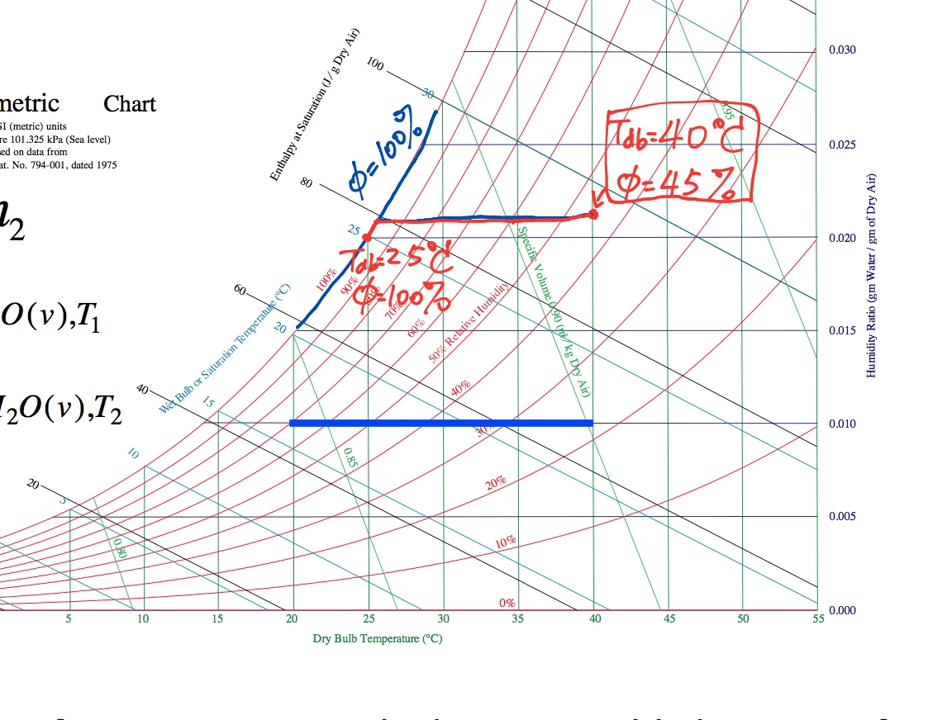 metric Chart
SI (metric) units
re 101.325 kPa (Sea level)
sed on data from
at. No. 794-001, dated 1975
2
O(v),T1
2O(v),T2
Enthalpy at Saturation (J / g Dry Air)
100
80
60
40
20
Wet Bulb or Saturation Temperature (°C)
30
25
20
15
10
5
ϕ=100%
Tdb=40°C
ϕ=45%
Tdb=25°C
ϕ=100%
100%
90%
70%
60%
50% Relative Humidity
40%
30%
20%
10%
0%
Specific Volume 0.90 (m³/ kg Dry Air)
0.95
0.85
0.80
0.030
0.025
0.020
0.015
0.010
0.005
0.000
Humidity Ratio (gm Water / gm of Dry Air)
5 10 15 20 25 30 35 40 45 50 55
Dry Bulb Temperature (°C)